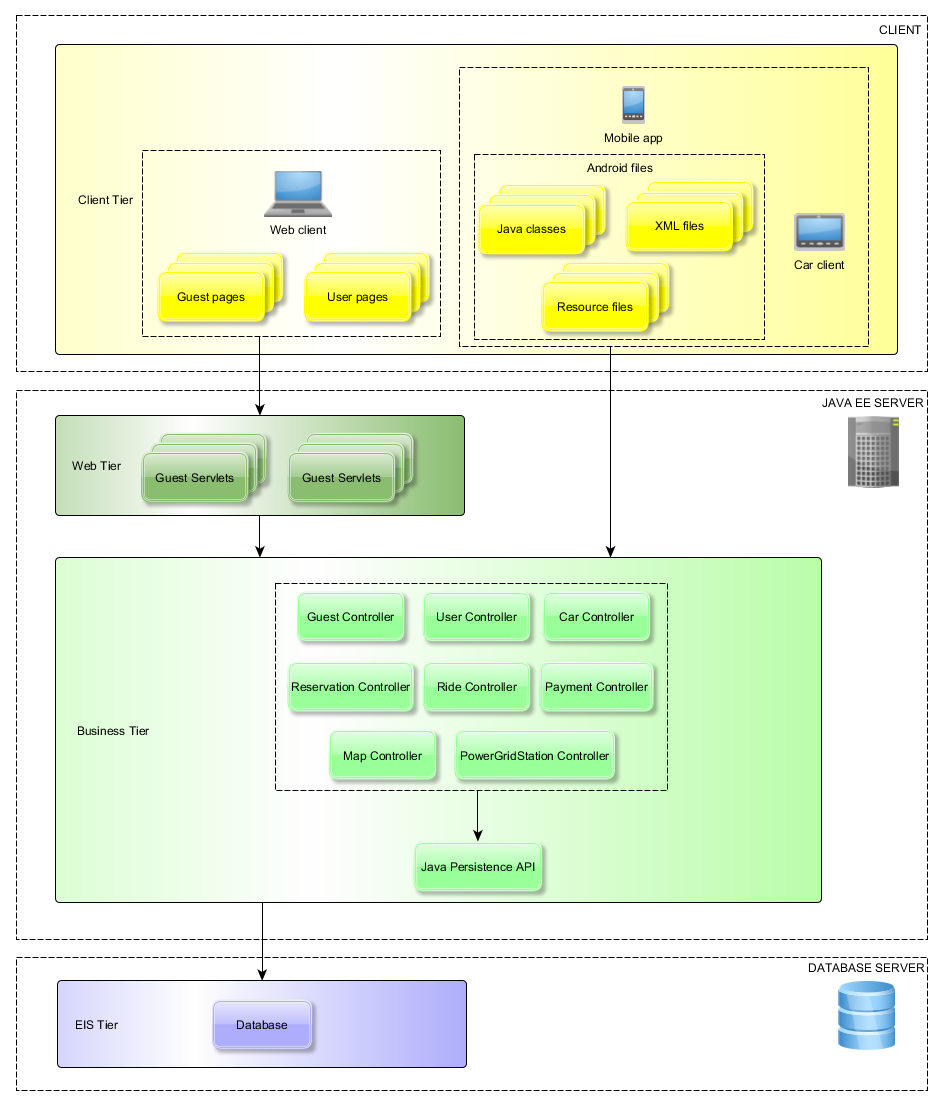 CLIENT
Mobile app
Android files
Client Tier
Web client
Java classes
XML files
Car client
Guest pages
User pages
Resource files
JAVA EE SERVER
Web Tier
Guest Servlets
Guest Servlets
Guest Controller
User Controller
Car Controller
Reservation Controller
Ride Controller
Payment Controller
Business Tier
Map Controller
PowerGridStation Controller
Java Persistence API
DATABASE SERVER
EIS Tier
Database